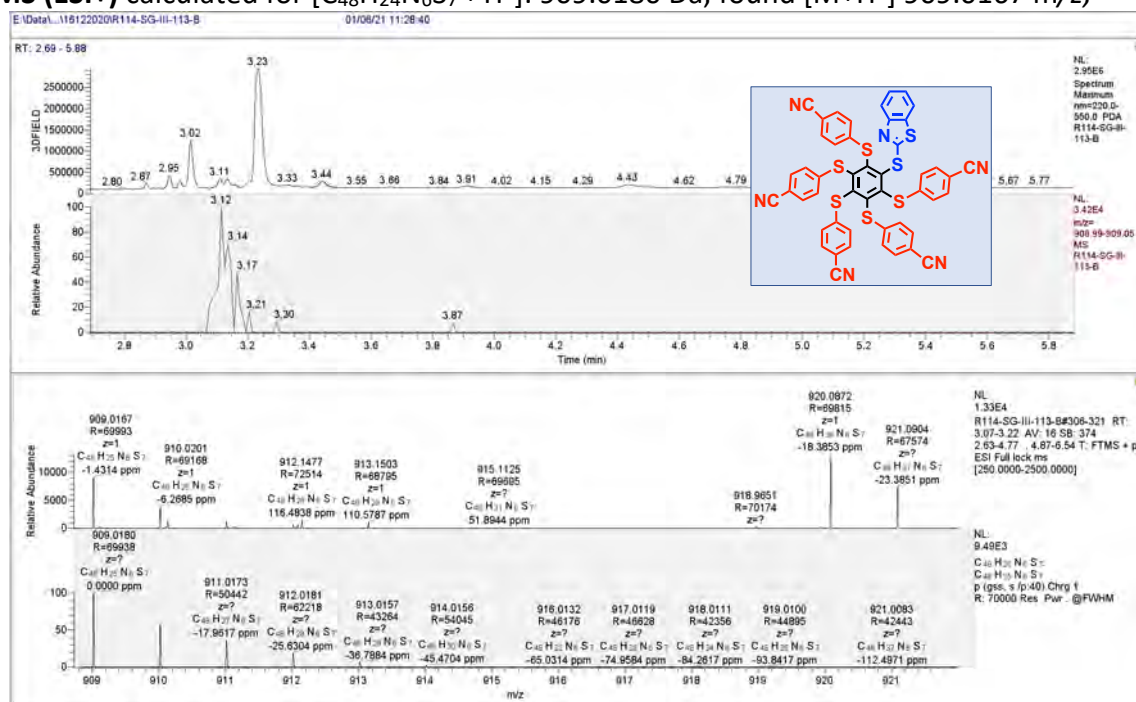 MS (ESI+) calculated for [C48H24N6S7 + H+]: 909.0180 Da, found [M+H+] 909.0167 m/z,
E:\Data\...\16122020\R114-SG-III-113-B
01/06/21 11:28:40
RT: 2.69 - 5.88
NL:
2.95E6
Spectrum
Maximum
nm=220.0-
550.0 PDA
R114-SG-III-
113-B
3DFIELD
2500000
2000000
1500000
1000000
500000
0
2.80 2.87 2.95 3.02 3.11 3.23 3.33 3.44 3.55 3.66 3.84 3.91 4.02 4.15 4.29 4.43 4.62 4.79 5.67 5.77
NC
NC
NC
CN
CN
CN
N
S
S
S
S
S
S
S
NL:
3.42E4
m/z=
908.99-909.05
MS
R114-SG-III-
113-B
Relative Abundance
100
80
60
40
20
0
3.12
3.14
3.17
3.21
3.30
3.87
2.8 3.0 3.2 3.4 3.6 3.8 4.0 4.2 4.4 4.6 4.8 5.0 5.2 5.4 5.6 5.8
Time (min)
NL:
1.33E4
R114-SG-III-113-B#306-321 RT:
3.07-3.22 AV: 16 SB: 374
2.63-4.77 , 4.87-6.54 T: FTMS + p
ESI Full lock ms
[250.0000-2500.0000]
Relative Abundance
10000
5000
0
909.0167
R=69993
z=1
C48 H25 N6 S7
-1.4314 ppm
910.0201
R=69168
z=1
C48 H26 N6 S7
-6.2685 ppm
912.1477
R=72514
z=1
C48 H28 N6 S7
116.4838 ppm
913.1503
R=68795
z=1
C48 H29 N6 S7
110.5787 ppm
915.1125
R=69695
z=?
C48 H31 N6 S7
51.8944 ppm
918.9651
R=70174
z=?
920.0872
R=69815
z=1
C48 H36 N6 S7
-18.3853 ppm
921.0904
R=67574
z=?
C48 H37 N6 S7
-23.3851 ppm
NL:
9.49E3
C48 H25 N6 S7:
C48 H25 N6 S7
p (gss, s /p:40) Chrg 1
R: 70000 Res .Pwr . @FWHM
100
50
0
909.0180
R=69938
z=?
C48 H25 N6 S7
0.0000 ppm
911.0173
R=50442
z=?
C48 H27 N6 S7
-17.9617 ppm
912.0181
R=62218
z=?
C48 H28 N6 S7
-25.6304 ppm
913.0157
R=43264
z=?
C48 H29 N6 S7
-36.7884 ppm
914.0156
R=54045
z=?
C48 H30 N6 S7
-45.4704 ppm
916.0132
R=46176
z=?
C48 H32 N6 S7
-65.0314 ppm
917.0119
R=46628
z=?
C48 H33 N6 S7
-74.9584 ppm
918.0111
R=42356
z=?
C48 H34 N6 S7
-84.2617 ppm
919.0100
R=44895
z=?
C48 H35 N6 S7
-93.8417 ppm
921.0083
R=42443
z=?
C48 H37 N6 S7
-112.4971 ppm
909 910 911 912 913 914 915 916 917 918 919 920 921
m/z